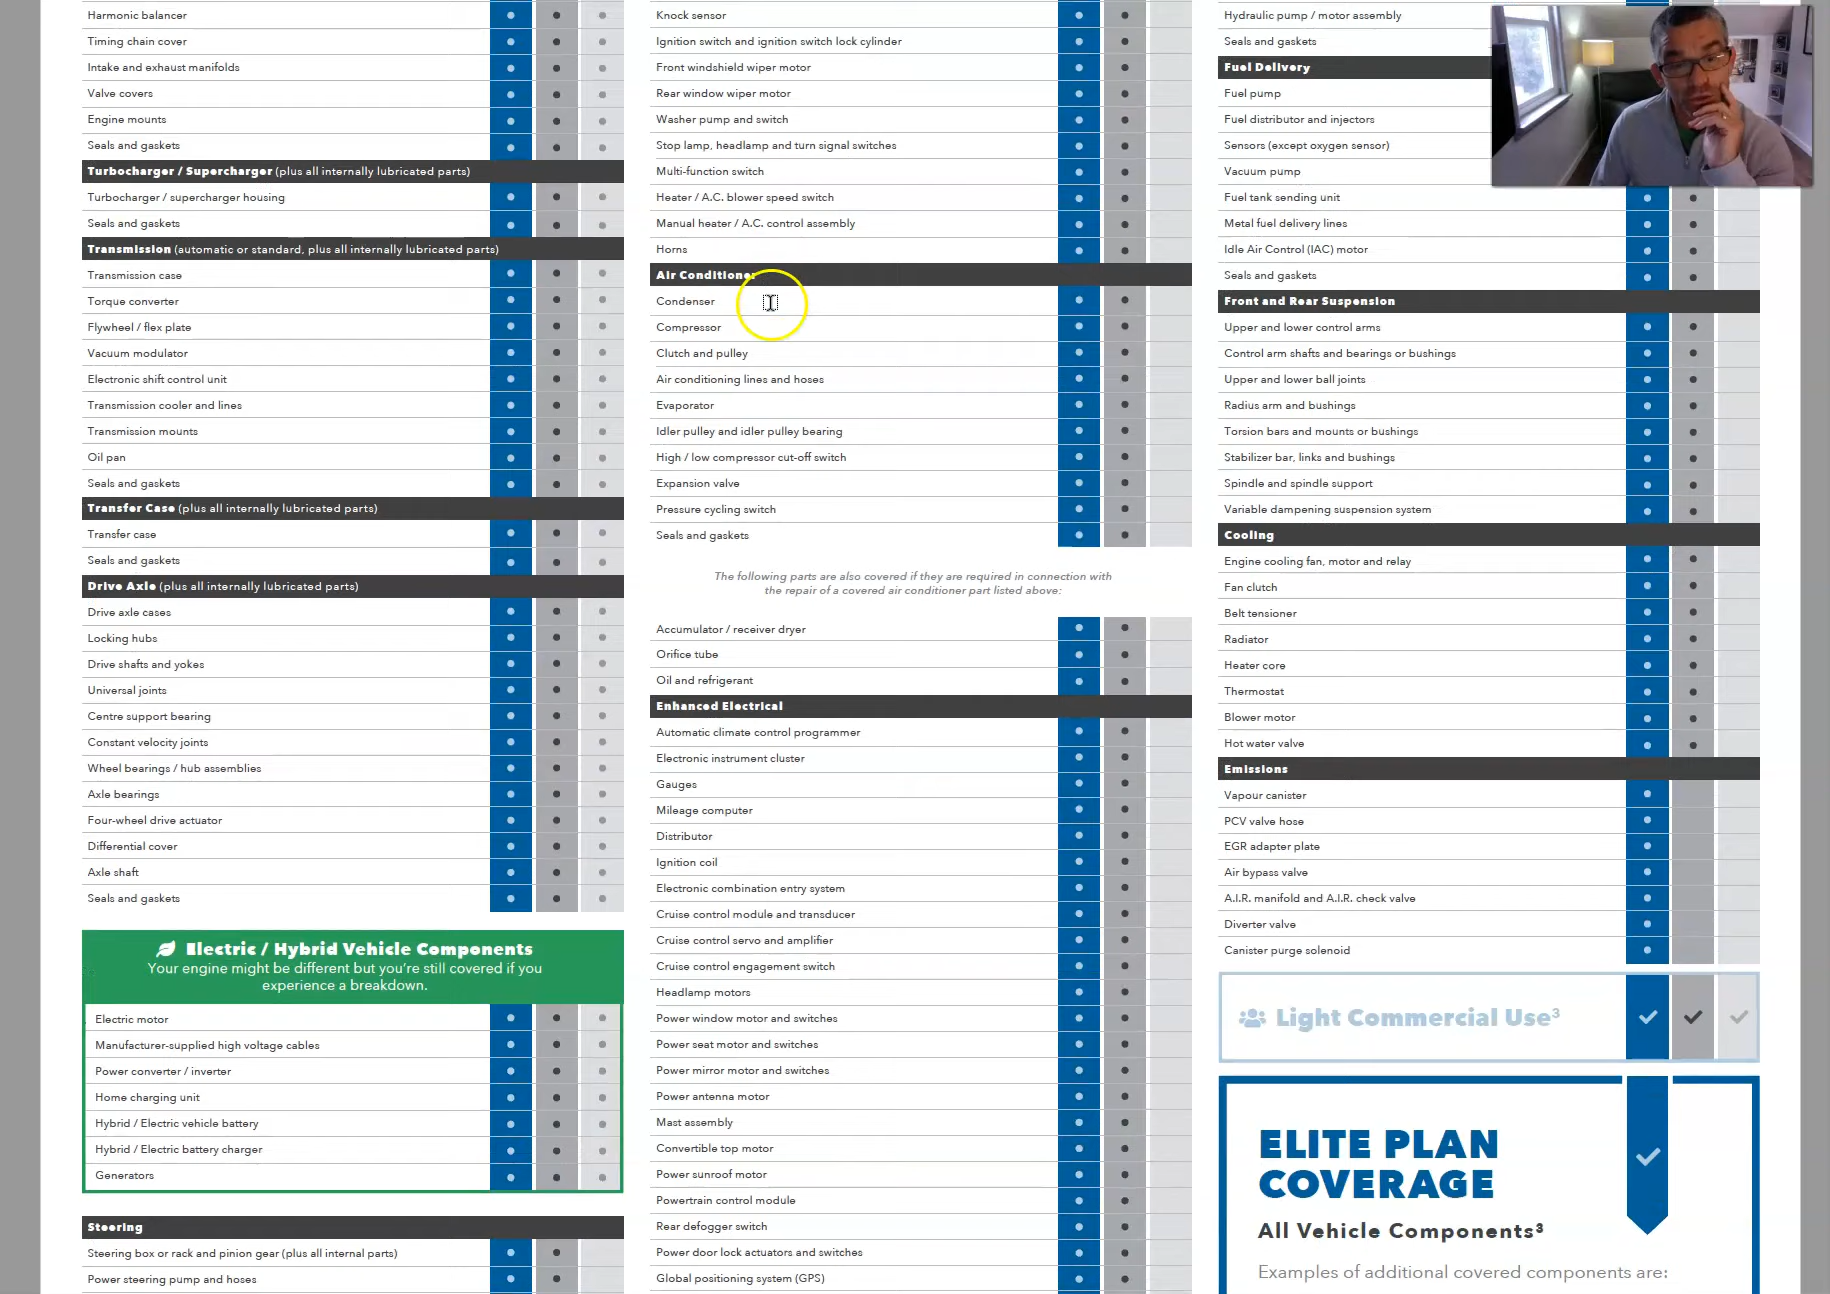 Harmonic balancer
Timing chain cover
Intake and exhaust manifolds
Valve covers
Engine mounts
Seals and gaskets
Turbocharger / Supercharger (plus all internally lubricated parts)
Turbocharger / supercharger housing
Seals and gaskets
Transmission (automatic or standard, plus all internally lubricated parts)
Transmission case
Torque converter
Flywheel / flex plate
Vacuum modulator
Electronic shift control unit
Transmission cooler and lines
Transmission mounts
Oil pan
Seals and gaskets
Transfer Case (plus all internally lubricated parts)
Transfer case
Seals and gaskets
Drive Axle (plus all internally lubricated parts)
Drive axle cases
Locking hubs
Drive shafts and yokes
Universal joints
Centre support bearing
Constant velocity joints
Wheel bearings / hub assemblies
Axle bearings
Four-wheel drive actuator
Differential cover
Axle shaft
Seals and gaskets
Electric / Hybrid Vehicle Components
Your engine might be different but you're still covered if you
experience a breakdown.
Electric motor
Manufacturer-supplied high voltage cables
Power converter / inverter
Home charging unit
Hybrid / Electric vehicle battery
Hybrid / Electric battery charger
Generators
Steering
Steering box or rack and pinion gear (plus all internal parts)
Power steering pump and hoses
Knock sensor
Ignition switch and ignition switch lock cylinder
Front windshield wiper motor
Rear window wiper motor
Washer pump and switch
Stop lamp, headlamp and turn signal switches
Multi-function switch
Heater / A.C. blower speed switch
Manual heater / A.C. control assembly
Horns
Air Conditioner
Condenser
Compressor
Clutch and pulley
Air conditioning lines and hoses
Evaporator
Idler pulley and idler pulley bearing
High / low compressor cut-off switch
Expansion valve
Pressure cycling switch
Seals and gaskets
The following parts are also covered if they are required in connection with
the repair of a covered air conditioner part listed above:
Accumulator / receiver dryer
Orifice tube
Oil and refrigerant
Enhanced Electrical
Automatic climate control programmer
Electronic instrument cluster
Gauges
Mileage computer
Distributor
Ignition coil
Electronic combination entry system
Cruise control module and transducer
Cruise control servo and amplifier
Cruise control engagement switch
Headlamp motors
Power window motor and switches
Power seat motor and switches
Power mirror motor and switches
Power antenna motor
Mast assembly
Convertible top motor
Power sunroof motor
Powertrain control module
Rear defogger switch
Power door lock actuators and switches
Global positioning system (GPS)
Hydraulic pump / motor assembly
Seals and gaskets
Fuel Delivery
Fuel pump
Fuel distributor and injectors
Sensors (except oxygen sensor)
Vacuum pump
Fuel tank sending unit
Metal fuel delivery lines
Idle Air Control (IAC) motor
Seals and gaskets
Front and Rear Suspension
Upper and lower control arms
Control arm shafts and bearings or bushings
Upper and lower ball joints
Radius arm and bushings
Torsion bars and mounts or bushings
Stabilizer bar, links and bushings
Spindle and spindle support
Variable dampening suspension system
Cooling
Engine cooling fan, motor and relay
Fan clutch
Belt tensioner
Radiator
Heater core
Thermostat
Blower motor
Hot water valve
Emissions
Vapour canister
PCV valve hose
EGR adapter plate
Air bypass valve
A.I.R. manifold and A.I.R. check valve
Diverter valve
Canister purge solenoid
Light Commercial Use³
ELITE PLAN
COVERAGE
All Vehicle Components³
Examples of additional covered components are: